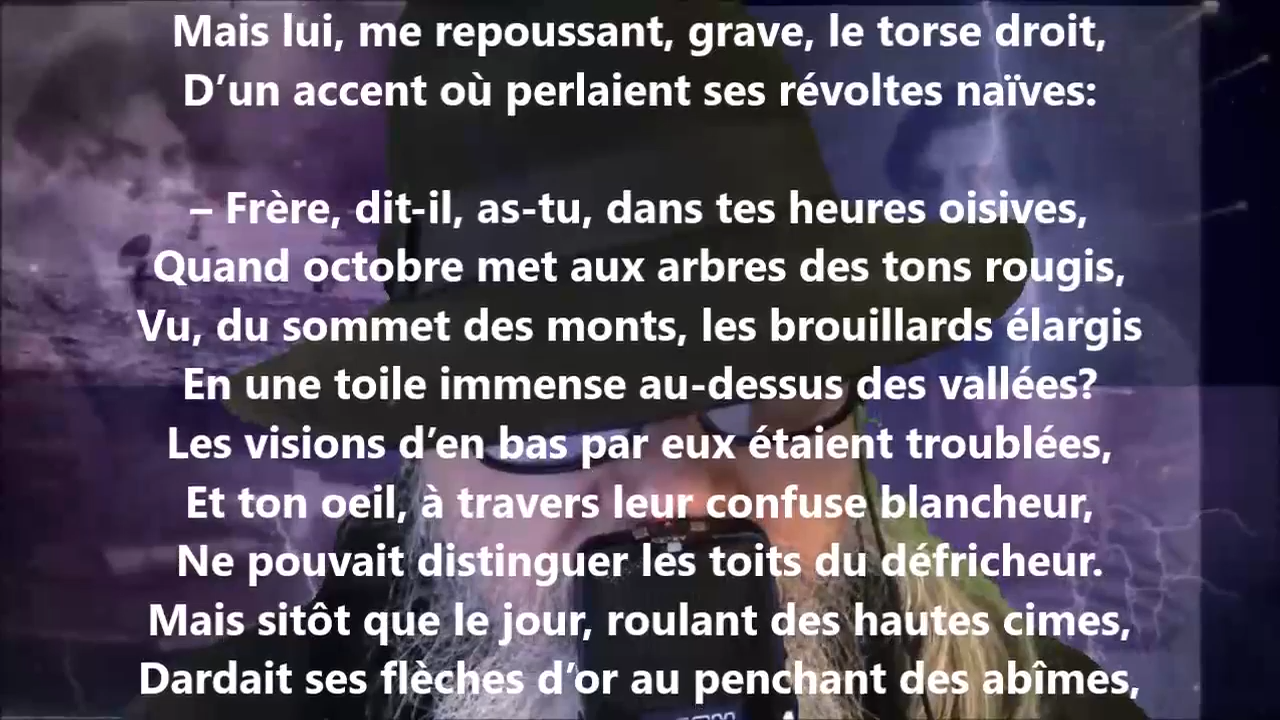 Mais lui, me repoussant, grave, le torse droit,
D’un accent où perlaient ses révoltes naïves:
– Frère, dit-il, as-tu, dans tes heures oisives,
Quand octobre met aux arbres des tons rougis,
Vu, du sommet des monts, les brouillards élargis
En une toile immense au-dessus des vallées?
Les visions d’en bas par eux étaient troublées,
Et ton oeil, à travers leur confuse blancheur,
Ne pouvait distinguer les toits du défricheur.
Mais sitôt que le jour, roulant des hautes cimes,
Dardait ses flèches d’or au penchant des abîmes,